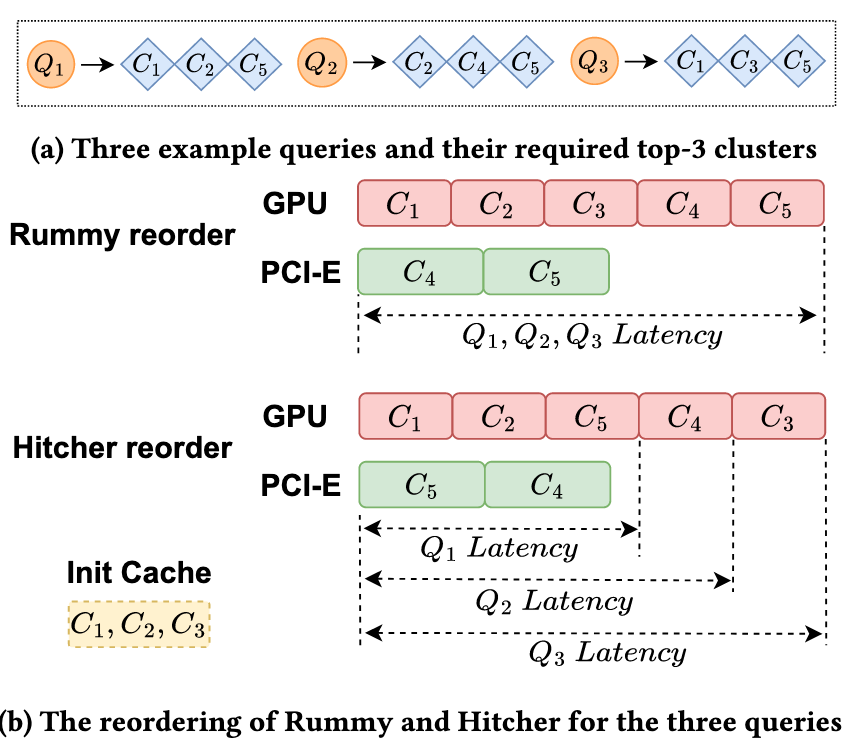 Q1 C1 C2 C5 Q2 C2 C4 C5 Q3 C1 C3 C5
(a) Three example queries and their required top-3 clusters
GPU C1 C2 C3 C4 C5
Rummy reorder
PCI-E C4 C5
Q1, Q2, Q3 Latency
GPU C1 C2 C5 C4 C3
Hitcher reorder
PCI-E C5 C4
Q1 Latency
Init Cache
Q2 Latency
C1, C2, C3
Q3 Latency
(b) The reordering of Rummy and Hitcher for the three queries